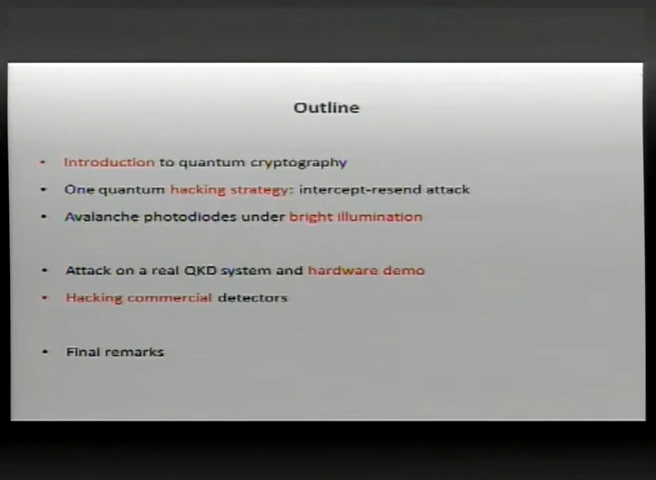 Outline
• Introduction to quantum cryptography
• One quantum hacking strategy: intercept-resend attack
• Avalanche photodiodes under bright illumination
• Attack on a real QKD system and hardware demo
• Hacking commercial detectors
• Final remarks